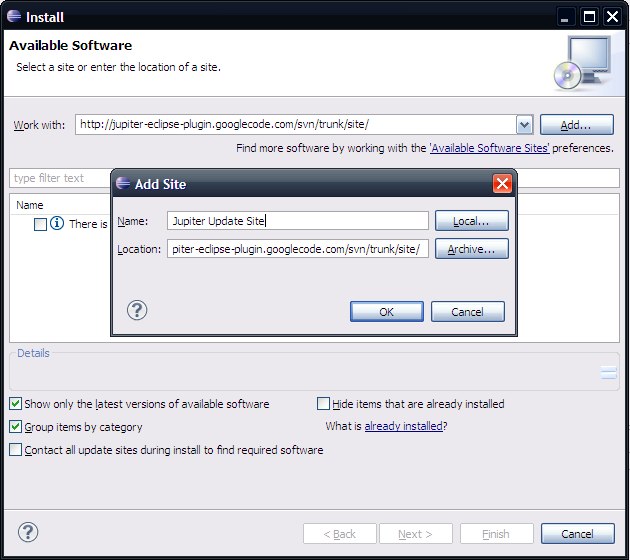 Install
Available Software
Select a site or enter the location of a site.
Work with: http://jupiter-eclipse-plugin.googlecode.com/svn/trunk/site/ Add...
Find more software by working with the 'Available Software Sites' preferences.
type filter text
Add Site
Name
There is
Name: Jupiter Update Site Local...
Location: piter-eclipse-plugin.googlecode.com/svn/trunk/site/ Archive...
OK Cancel
Details
Show only the latest versions of available software Hide items that are already installed
Group items by category What is already installed?
Contact all update sites during install to find required software
< Back Next > Finish Cancel